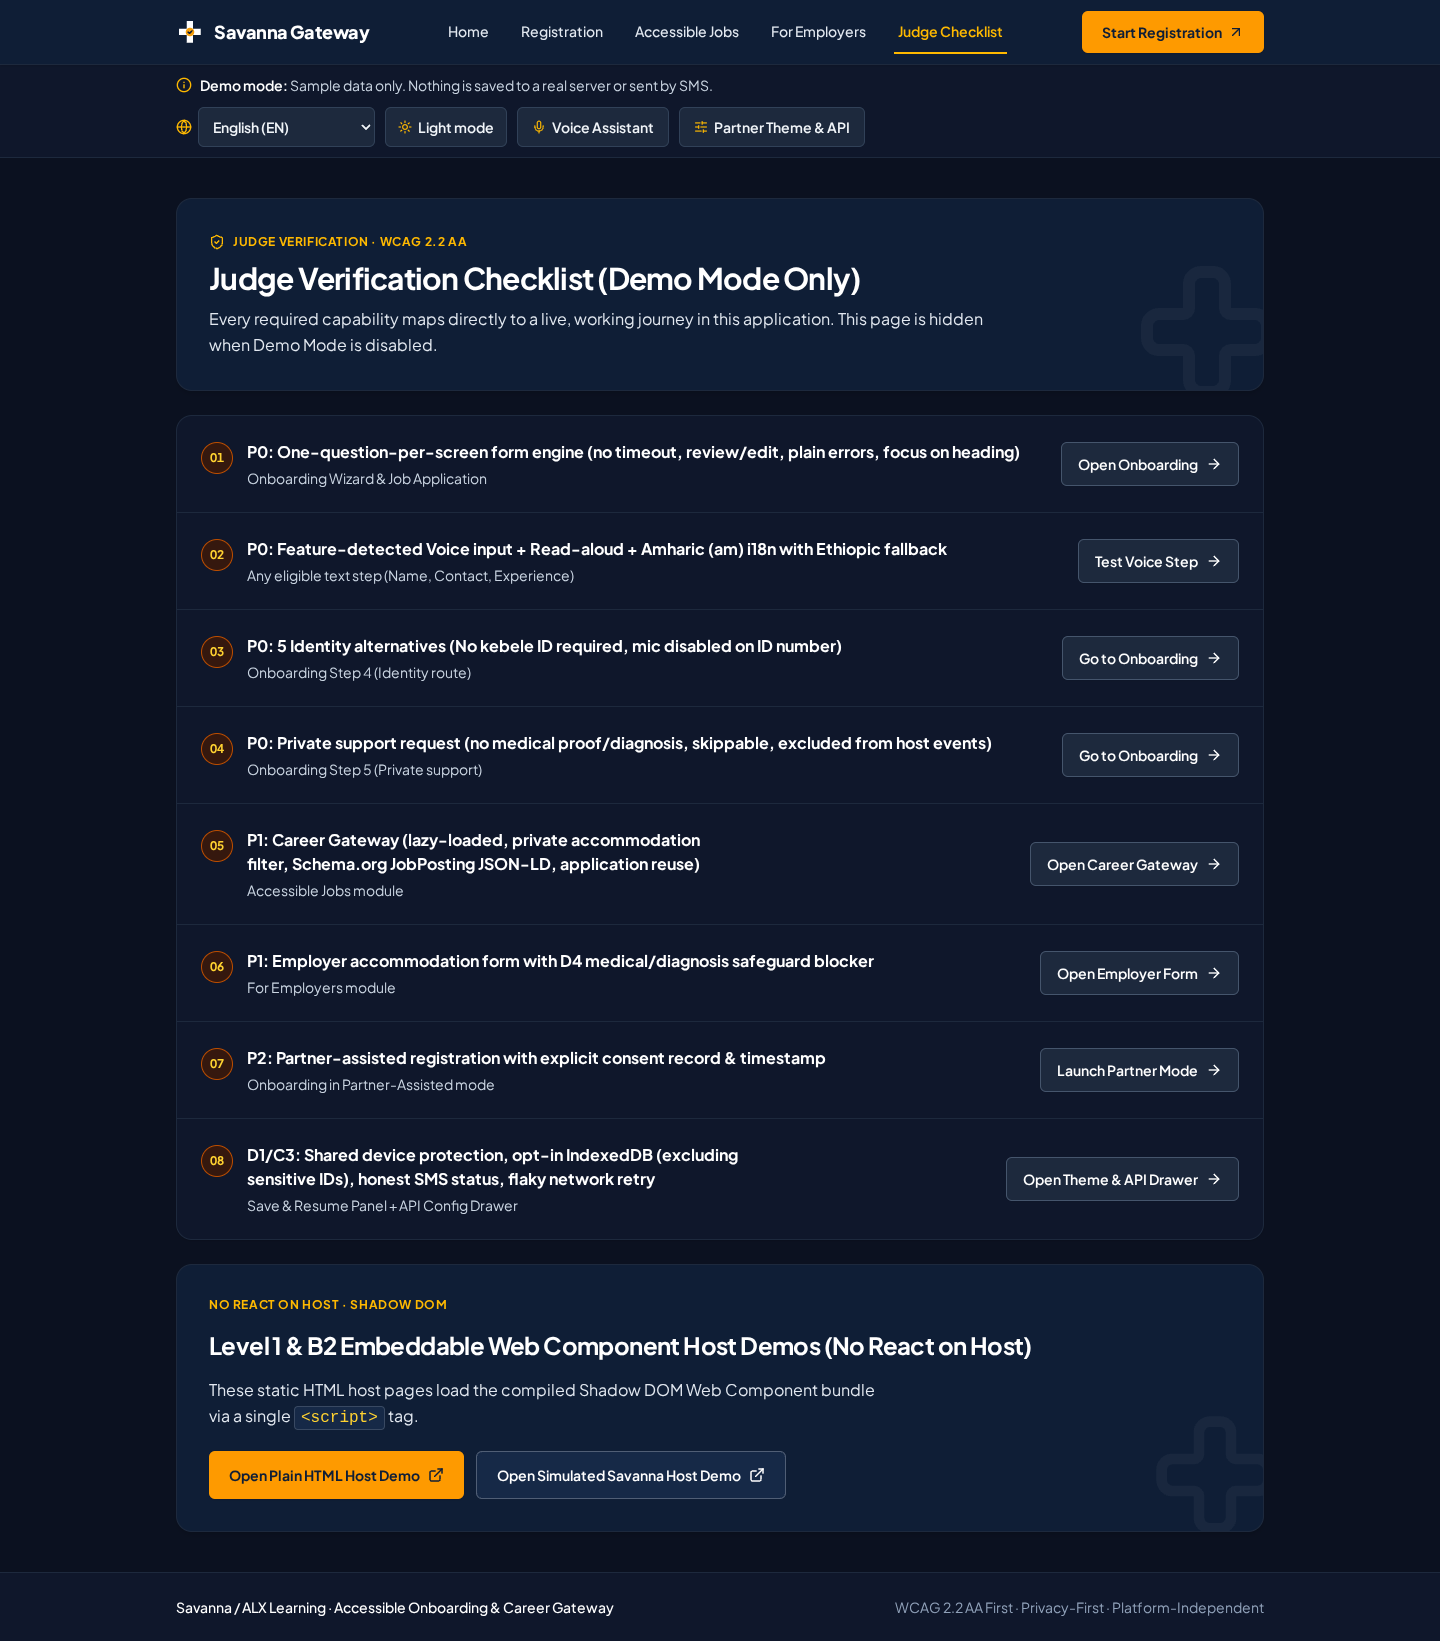 Savanna Gateway
Home
Registration
Accessible Jobs
For Employers
Judge Checklist
Start Registration
Demo mode: Sample data only. Nothing is saved to a real server or sent by SMS.
English (EN)
Light mode
Voice Assistant
Partner Theme & API
JUDGE VERIFICATION · WCAG 2.2 AA
Judge Verification Checklist (Demo Mode Only)
Every required capability maps directly to a live, working journey in this application. This page is hidden
when Demo Mode is disabled.
01
P0: One-question-per-screen form engine (no timeout, review/edit, plain errors, focus on heading)
Onboarding Wizard & Job Application
Open Onboarding
02
P0: Feature-detected Voice input + Read-aloud + Amharic (am) i18n with Ethiopic fallback
Any eligible text step (Name, Contact, Experience)
Test Voice Step
03
P0: 5 Identity alternatives (No kebele ID required, mic disabled on ID number)
Onboarding Step 4 (Identity route)
Go to Onboarding
04
P0: Private support request (no medical proof/diagnosis, skippable, excluded from host events)
Onboarding Step 5 (Private support)
Go to Onboarding
05
P1: Career Gateway (lazy-loaded, private accommodation
filter, Schema.org JobPosting JSON-LD, application reuse)
Accessible Jobs module
Open Career Gateway
06
P1: Employer accommodation form with D4 medical/diagnosis safeguard blocker
For Employers module
Open Employer Form
07
P2: Partner-assisted registration with explicit consent record & timestamp
Onboarding in Partner-Assisted mode
Launch Partner Mode
08
D1/C3: Shared device protection, opt-in IndexedDB (excluding
sensitive IDs), honest SMS status, flaky network retry
Save & Resume Panel + API Config Drawer
Open Theme & API Drawer
NO REACT ON HOST · SHADOW DOM
Level 1 & B2 Embeddable Web Component Host Demos (No React on Host)
These static HTML host pages load the compiled Shadow DOM Web Component bundle
via a single <script> tag.
Open Plain HTML Host Demo
Open Simulated Savanna Host Demo
Savanna / ALX Learning · Accessible Onboarding & Career Gateway
WCAG 2.2 AA First · Privacy-First · Platform-Independent